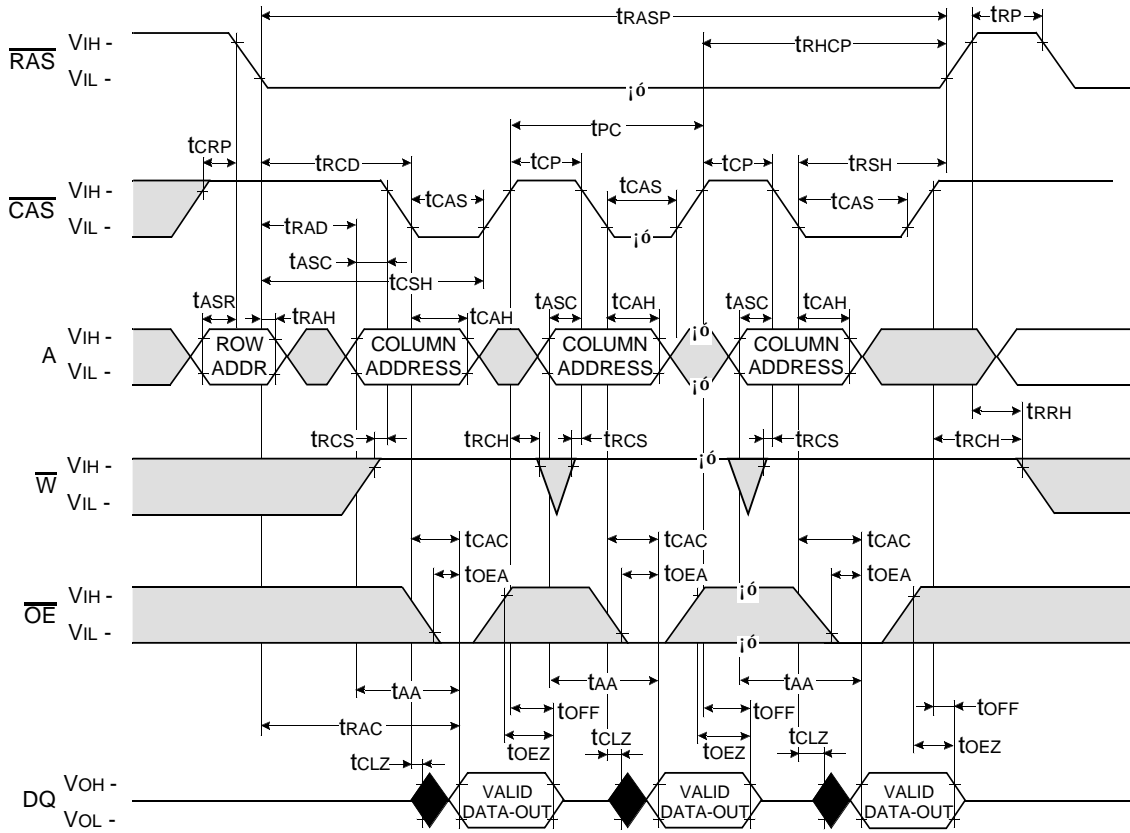 tRASP
tRP
tRHCP
RAS
VIH -
VIL -
¡ó
tPC
tCRP
tRCD
tCP
tCP
tRSH
CAS
VIH -
VIL -
tCAS
tCAS
tCAS
¡ó
tRAD
tASC
tCSH
tASR
tRAH
tCAH
tASC
tCAH
tASC
tCAH
A
VIH -
VIL -
ROW
ADDR.
COLUMN
ADDRESS
COLUMN
ADDRESS
¡ó
¡ó
COLUMN
ADDRESS
tRRH
tRCS
tRCH
tRCS
tRCS
tRCH
W
VIH -
VIL -
¡ó
tCAC
tCAC
tCAC
tOEA
tOEA
tOEA
OE
VIH -
VIL -
¡ó
¡ó
tAA
tAA
tAA
tRAC
tOFF
tOFF
tOFF
tOEZ
tOEZ
tOEZ
tCLZ
tCLZ
tCLZ
DQ
VOH -
VOL -
VALID
DATA-OUT
VALID
DATA-OUT
VALID
DATA-OUT